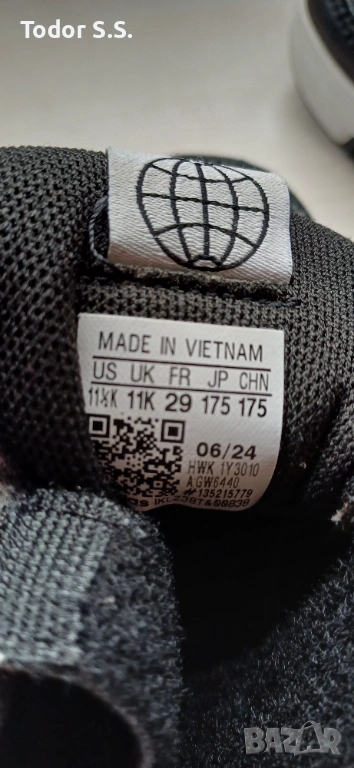 Todor S.S.
MADE IN VIETNAM
US UK FR JP CHN
11½K 11K 29 175 175
06/24
HWK 1Y3010
AGW6440
#135215779
BAZAR